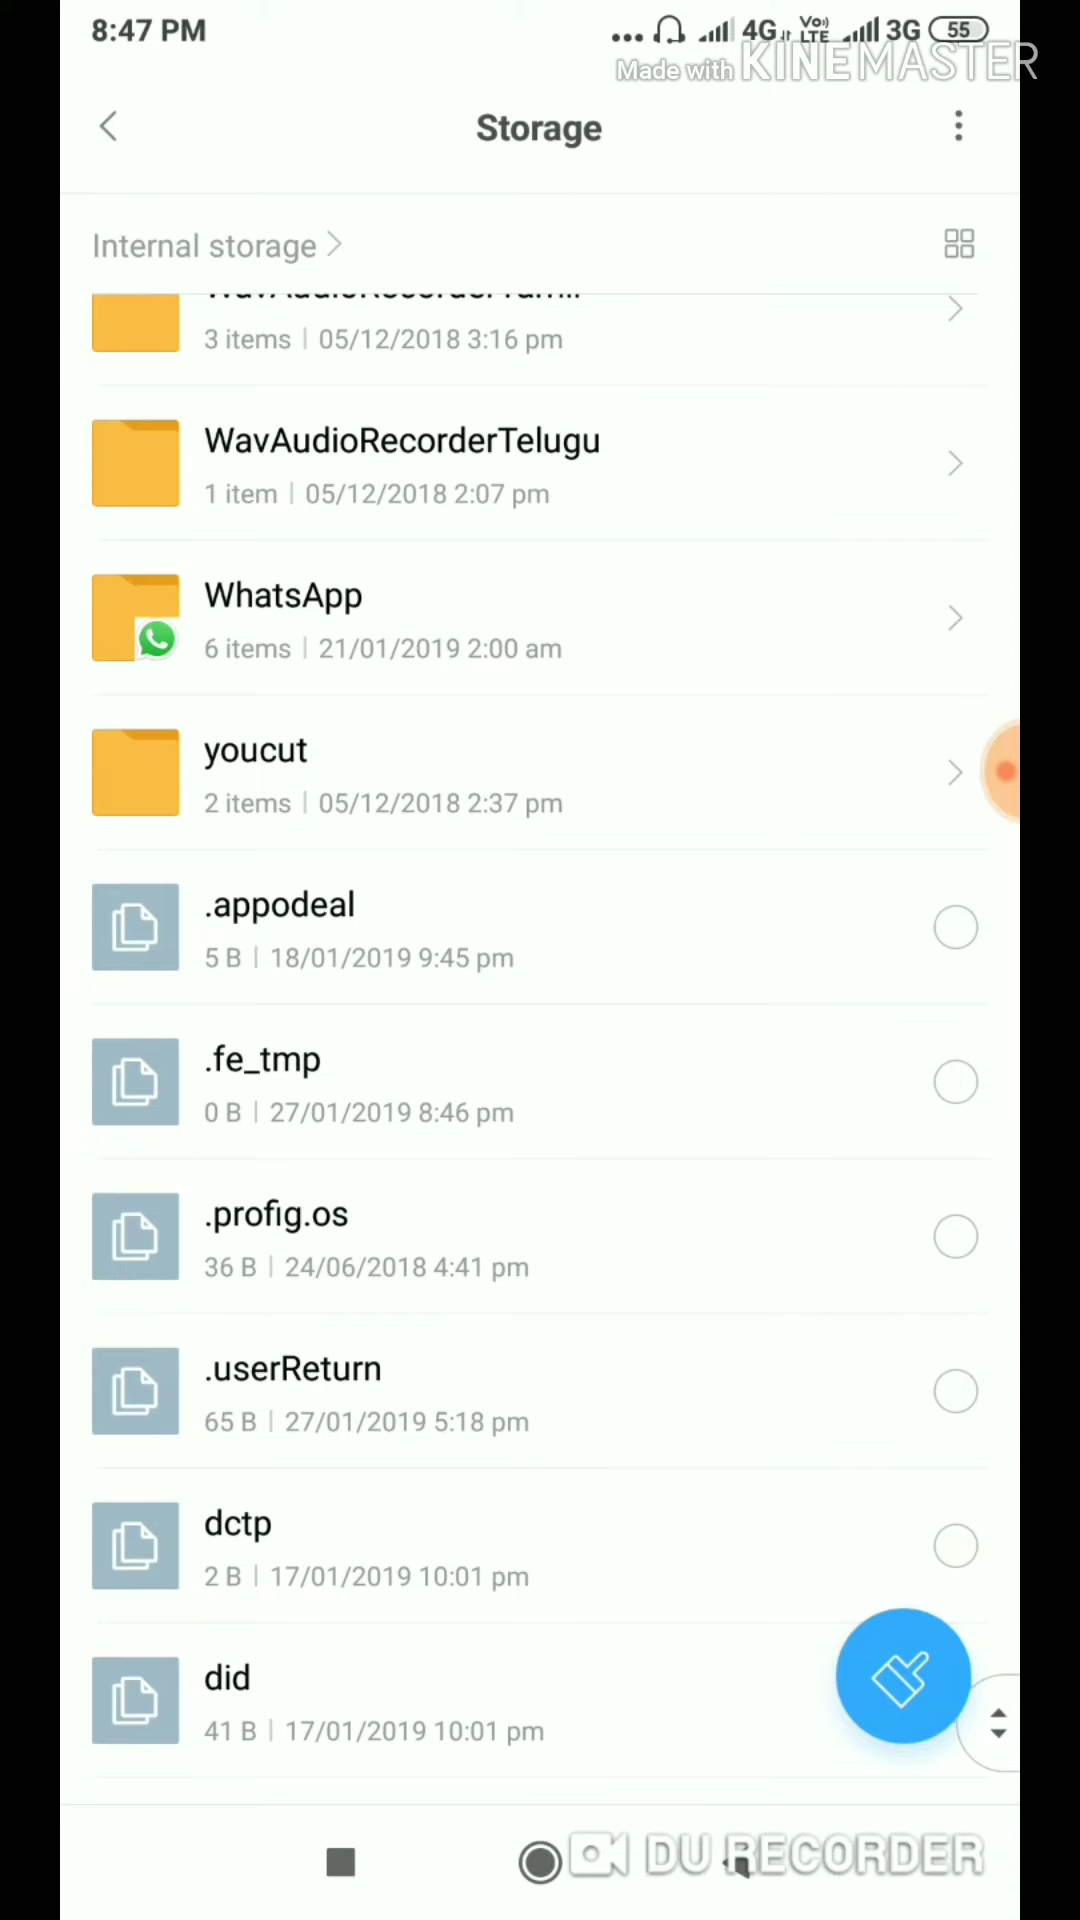 8:47 PM
4G VoLTE 3G 55
Made with KINEMASTER
Storage
Internal storage
3 items | 05/12/2018 3:16 pm
WavAudioRecorderTelugu
1 item | 05/12/2018 2:07 pm
WhatsApp
6 items | 21/01/2019 2:00 am
youcut
2 items | 05/12/2018 2:37 pm
.appodeal
5 B | 18/01/2019 9:45 pm
.fe_tmp
0 B | 27/01/2019 8:46 pm
.profig.os
36 B | 24/06/2018 4:41 pm
.userReturn
65 B | 27/01/2019 5:18 pm
dctp
2 B | 17/01/2019 10:01 pm
did
41 B | 17/01/2019 10:01 pm
DU RECORDER